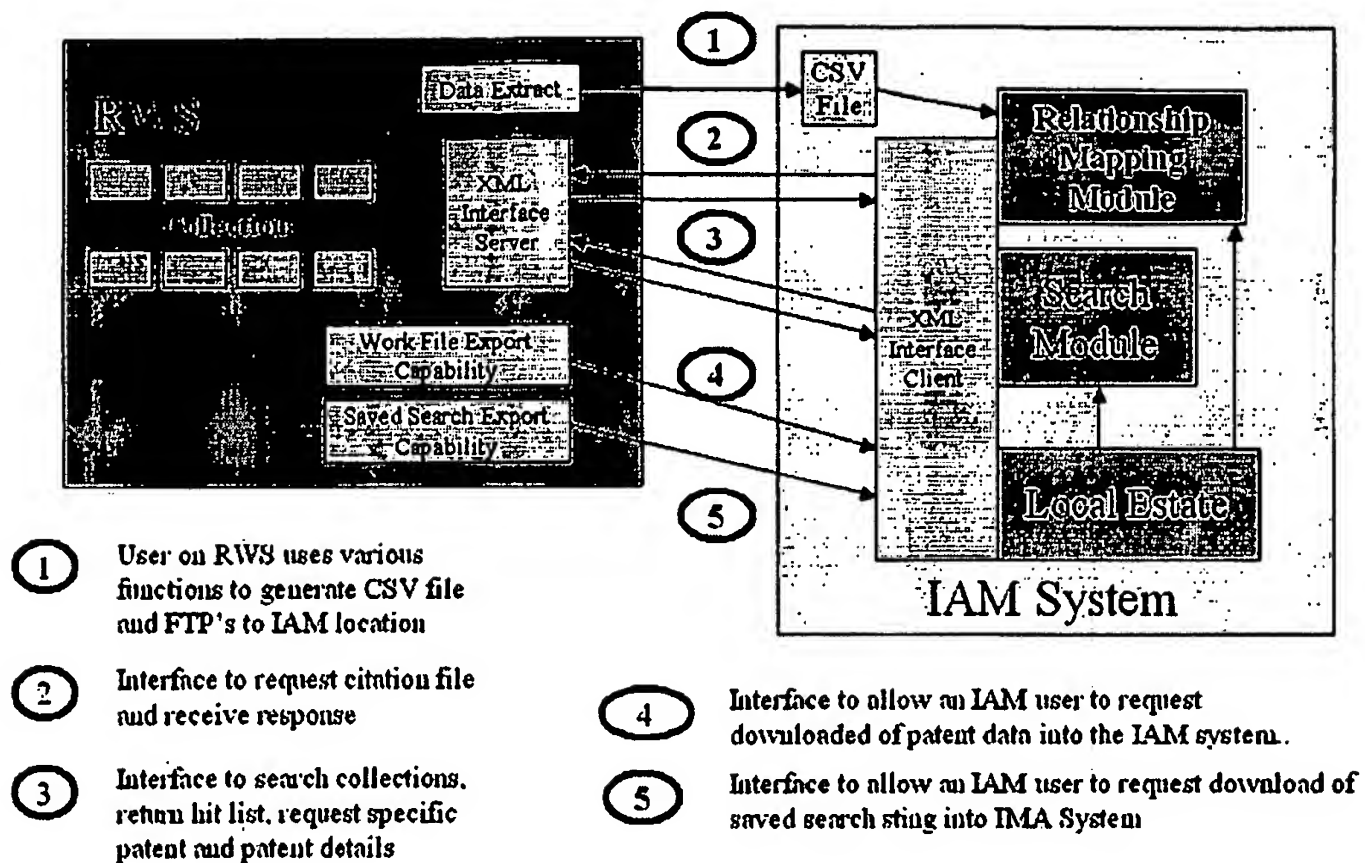 1
Data Extract
CSV
File
RWS
Relationship
Mapping
Module
2
XML
Interface
Server
Collection
3
Search
Module
XML
Interface
Client
Work File Export
Capability
4
Saved Search Export
Capability
Local Estate
5
IAM System
1
User on RWS uses various
functions to generate CSV file
and FTP's to IAM location
2
Interface to request citation file
and receive response
3
Interface to search collections,
return hit list, request specific
patent and patent details
4
Interface to allow an IAM user to request
downloaded of patent data into the IAM system.
5
Interface to allow an IAM user to request download of
saved search sting into IMA System